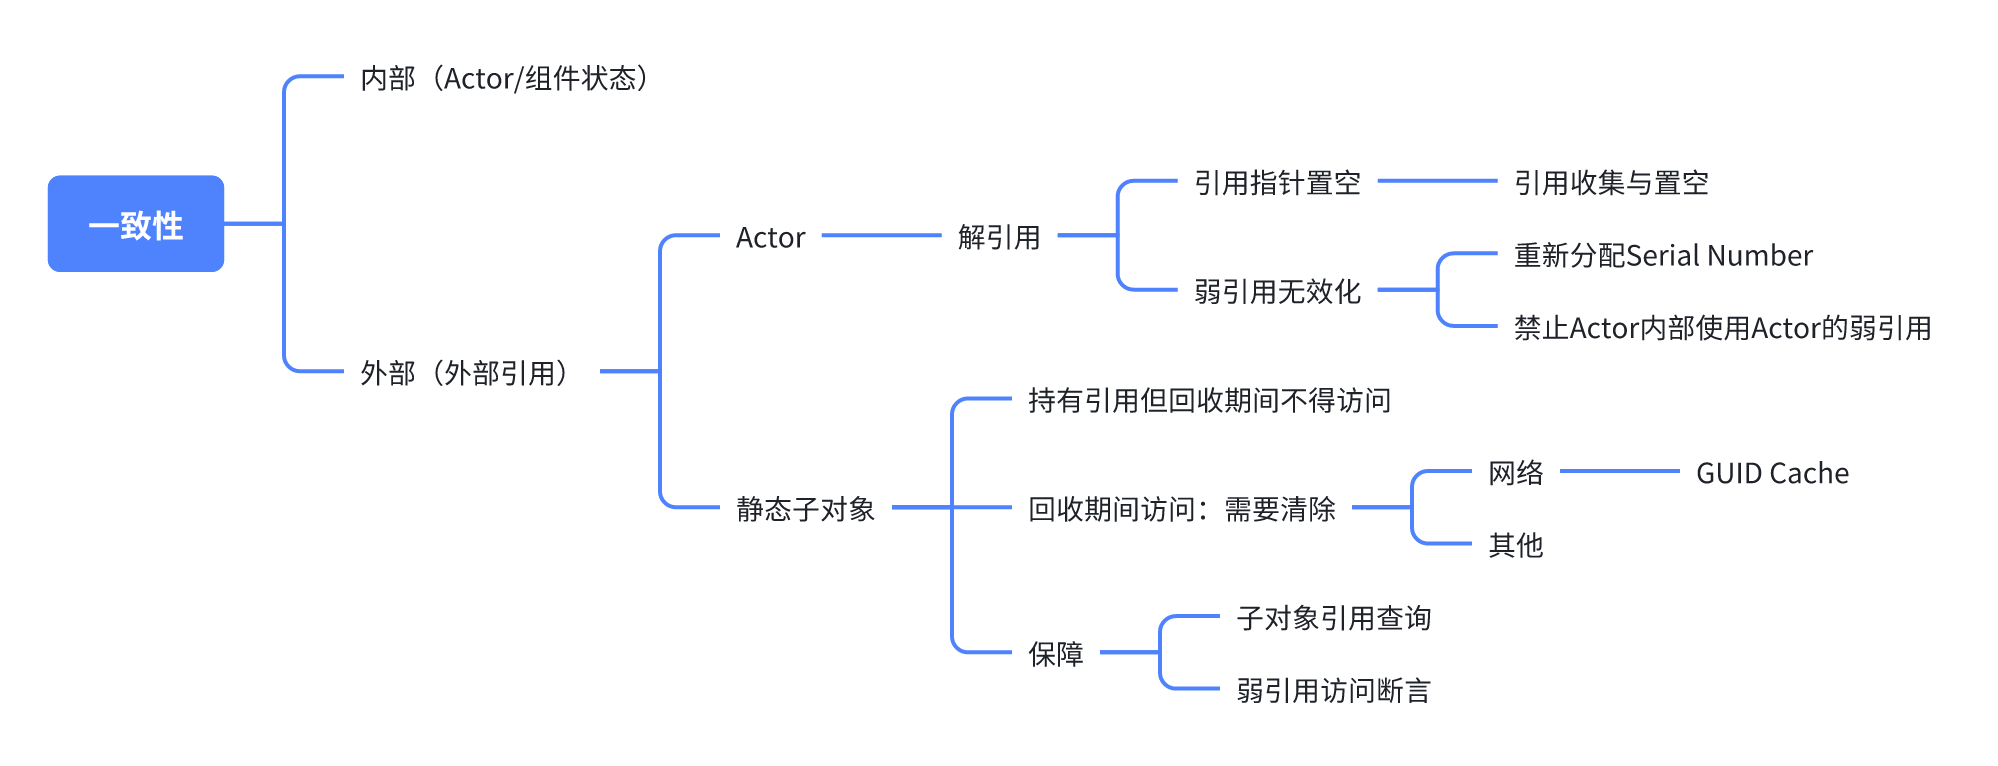 一致性
内部（Actor/组件状态）
外部（外部引用）
Actor
解引用
引用指针置空
引用收集与置空
弱引用无效化
重新分配Serial Number
禁止Actor内部使用Actor的弱引用
静态子对象
持有引用但回收期间不得访问
回收期间访问：需要清除
网络
GUID Cache
其他
保障
子对象引用查询
弱引用访问断言